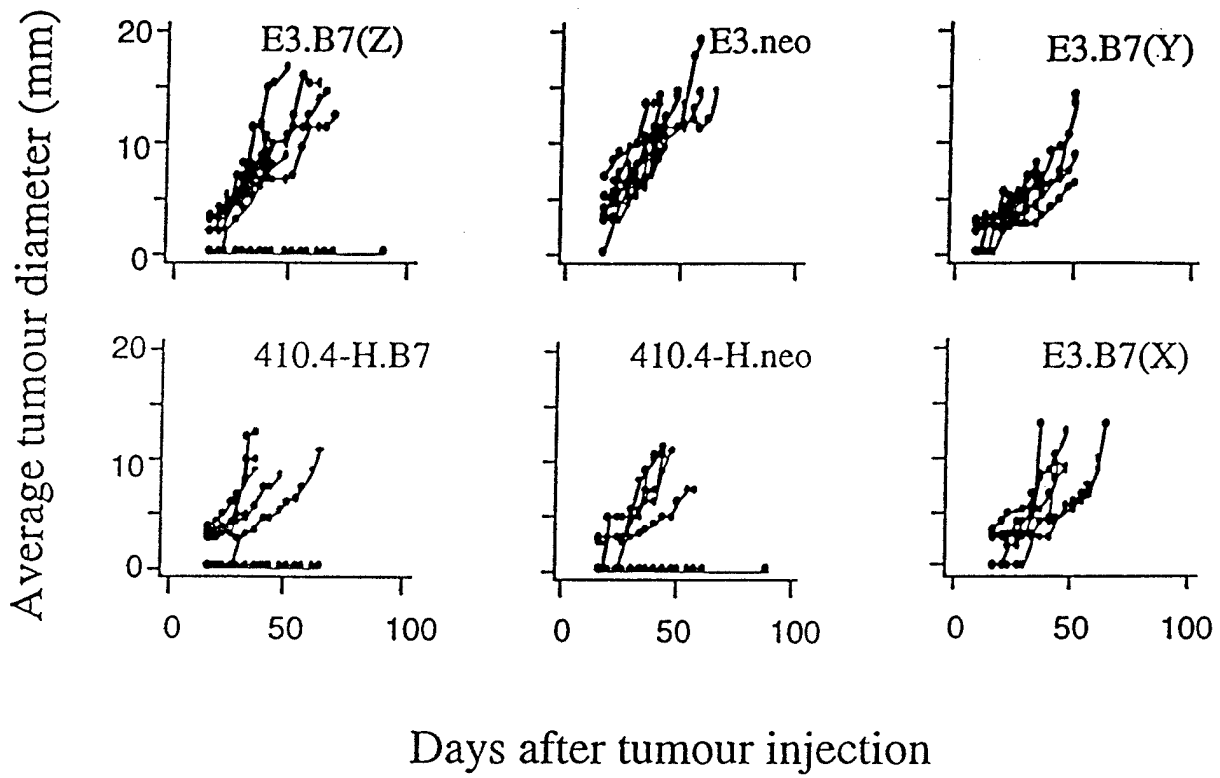 Average tumour diameter (mm)
E3.B7(Z)
E3.neo
E3.B7(Y)
20
10
0
410.4-H.B7
410.4-H.neo
E3.B7(X)
20
10
0
0 50 100
0 50 100
0 50 100
Days after tumour injection